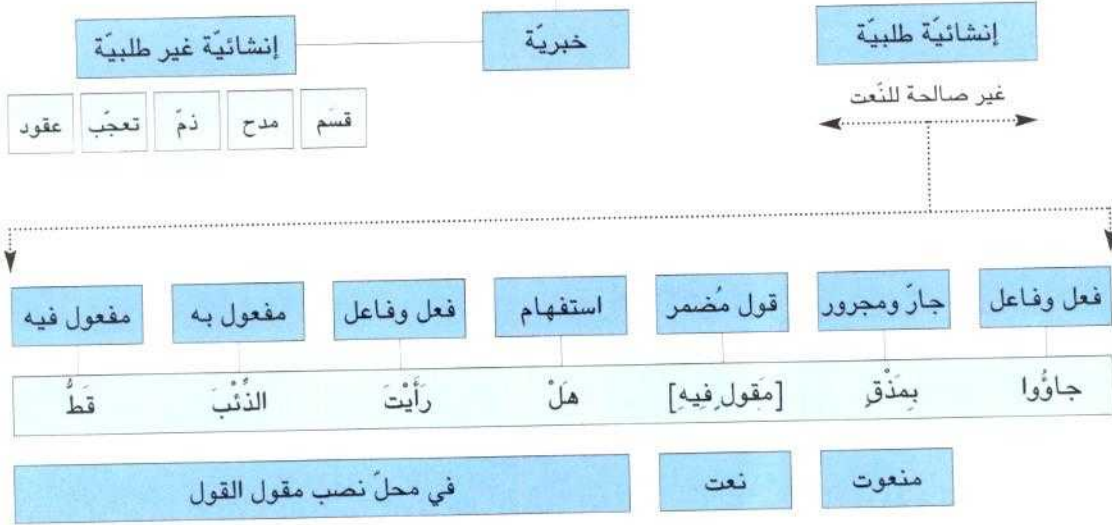 إنشائيّة طلبيّة خبريّة إنشائيّة غير طلبيّة
غير صالحة للنّعت
قسَم مدح ذمّ تعجّب عقود
فعل وفاعل جارّ ومجرور قول مُضمر استفهام فعل وفاعل مفعول به مفعول فيه
جاؤُوا بِمَذْقٍ [مَقولٍ فِيهِ] هَلْ رَأَيْتَ الذِّئْبَ قَطُّ
منعوت نعت في محلّ نصب مقول القول